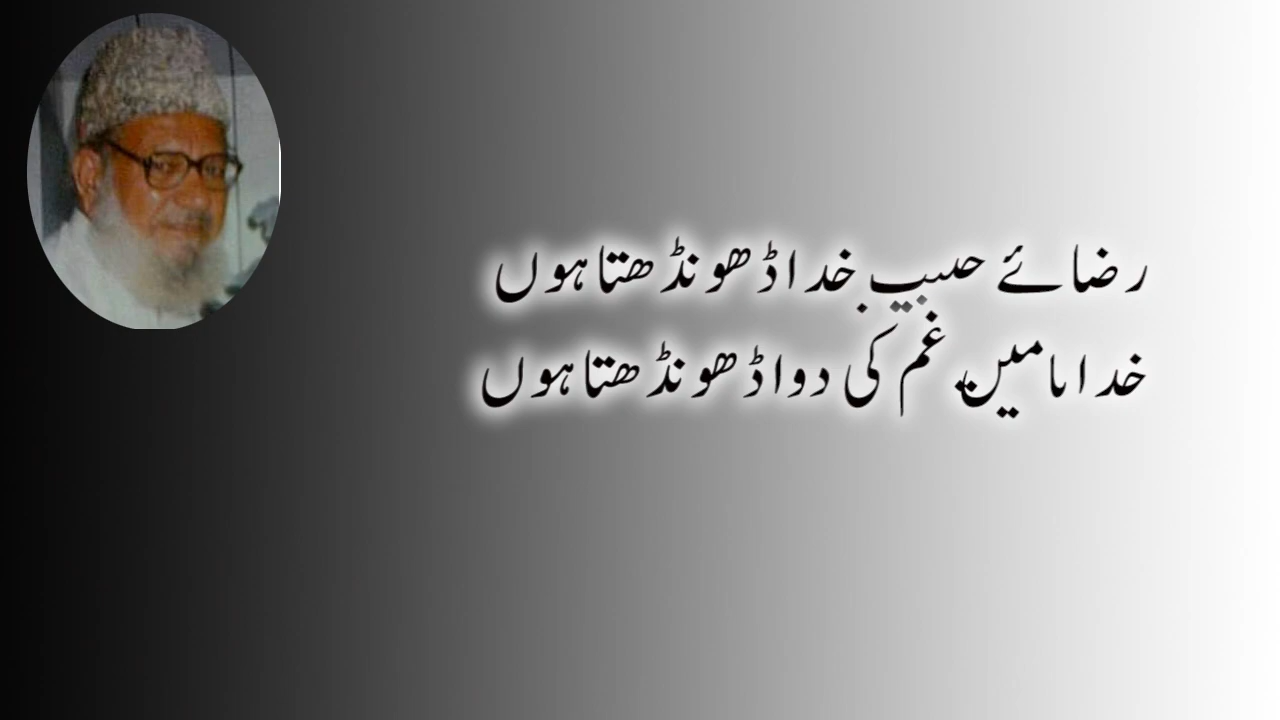 رضائے حبیبِ خدا ڈھونڈھتا ہوں
خدایا میں غم کی دوا ڈھونڈھتا ہوں